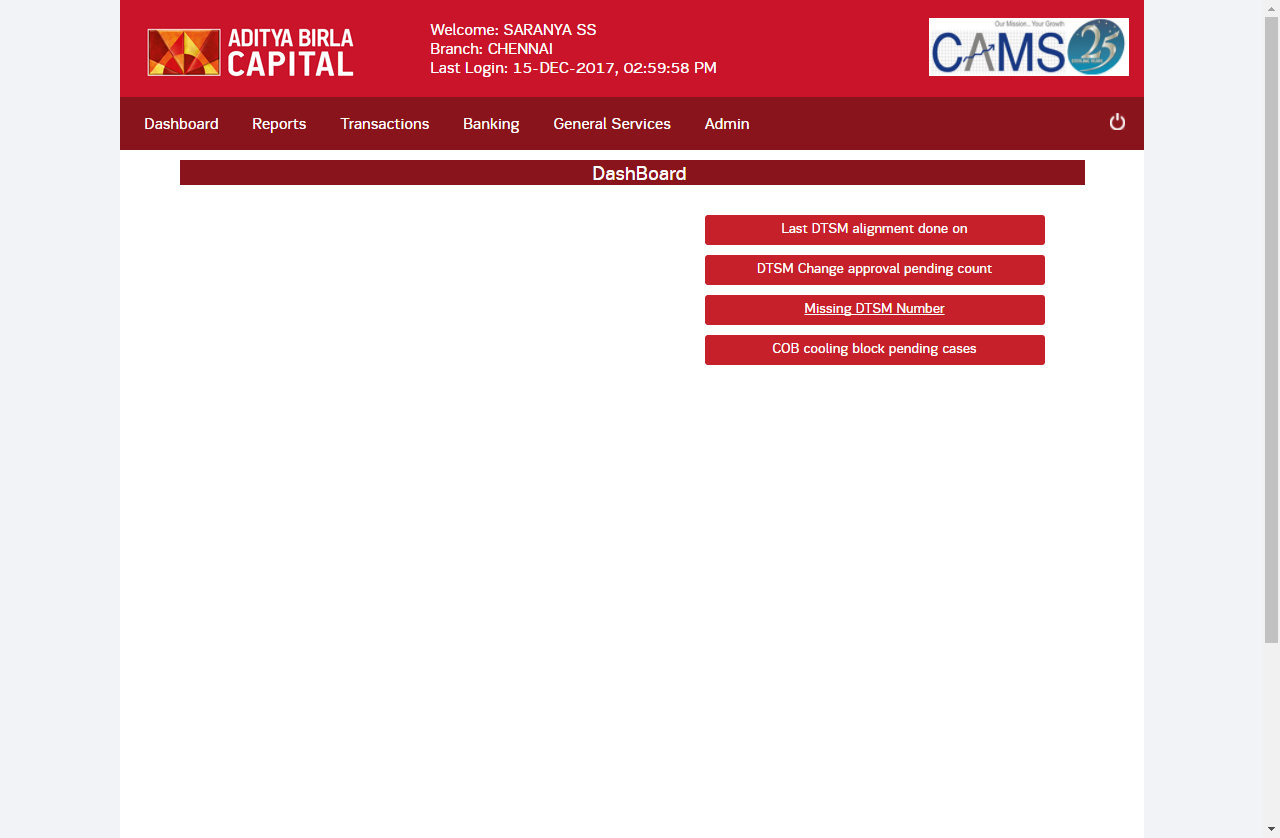 ADITYA BIRLA
CAPITAL
Welcome: SARANYA SS
Branch: CHENNAI
Last Login: 15-DEC-2017, 02:59:58 PM
Our Mission... Your Growth
CAMS 25
Dashboard Reports Transactions Banking General Services Admin
DashBoard
Last DTSM alignment done on
DTSM Change approval pending count
Missing DTSM Number
COB cooling block pending cases